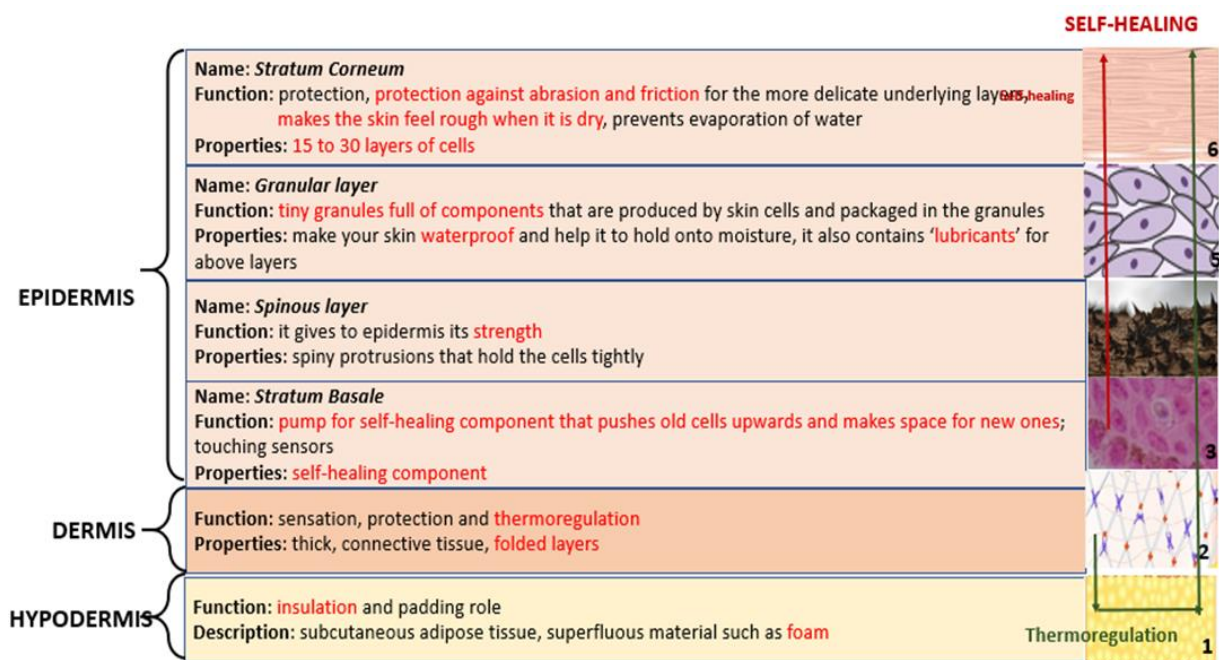 SELF-HEALING
EPIDERMIS
Name: Stratum Corneum
Function: protection, protection against abrasion and friction for the more delicate underlying layers,
self-healing
makes the skin feel rough when it is dry, prevents evaporation of water
Properties: 15 to 30 layers of cells
6
Name: Granular layer
Function: tiny granules full of components that are produced by skin cells and packaged in the granules
Properties: make your skin waterproof and help it to hold onto moisture, it also contains ‘lubricants’ for
above layers
5
Name: Spinous layer
Function: it gives to epidermis its strength
Properties: spiny protrusions that hold the cells tightly
Name: Stratum Basale
Function: pump for self-healing component that pushes old cells upwards and makes space for new ones;
touching sensors
Properties: self-healing component
3
DERMIS
Function: sensation, protection and thermoregulation
Properties: thick, connective tissue, folded layers
2
HYPODERMIS
Function: insulation and padding role
Description: subcutaneous adipose tissue, superfluous material such as foam
Thermoregulation
1